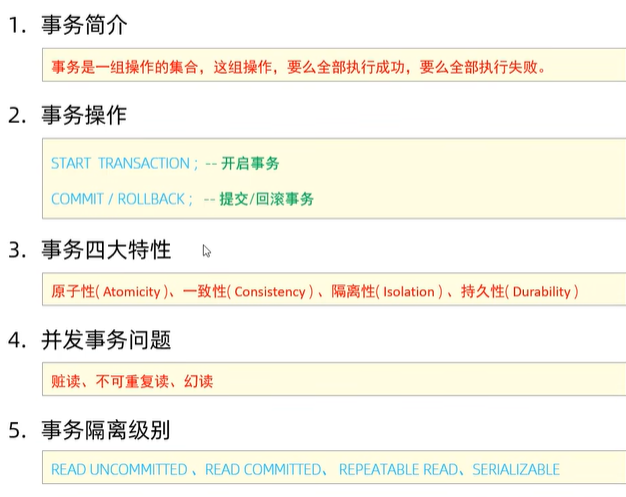 1. 事务简介
事务是一组操作的集合，这组操作，要么全部执行成功，要么全部执行失败。
2. 事务操作
START TRANSACTION ; -- 开启事务
COMMIT / ROLLBACK ; -- 提交/回滚事务
3. 事务四大特性
原子性( Atomicity )、一致性( Consistency ) 、隔离性( Isolation ) 、持久性( Durability )
4. 并发事务问题
脏读、不可重复读、幻读
5. 事务隔离级别
READ UNCOMMITTED 、READ COMMITTED、 REPEATABLE READ、SERIALIZABLE